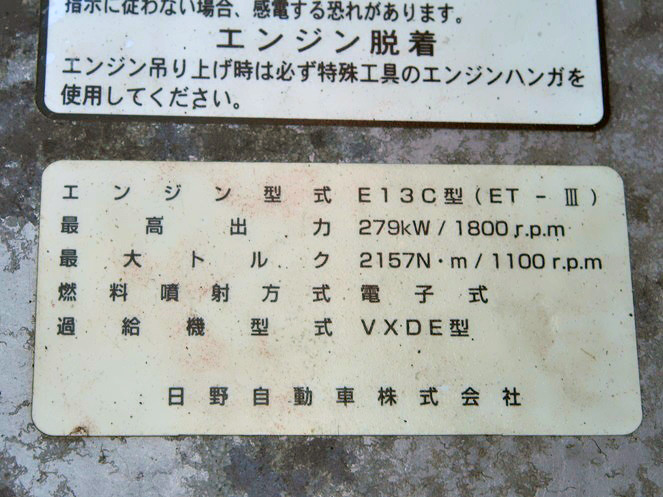 指示に従わない場合、感電する恐れがあります。
エンジン脱着
エンジン吊り上げ時は必ず特殊工具のエンジンハンガを
使用してください。
エンジン型式 E13C型(ET-Ⅲ)
最高出力 279kW/1800r.p.m
最大トルク 2157N・m/1100r.p.m
燃料噴射方式 電子式
過給機型式 VXDE型
日野自動車株式会社